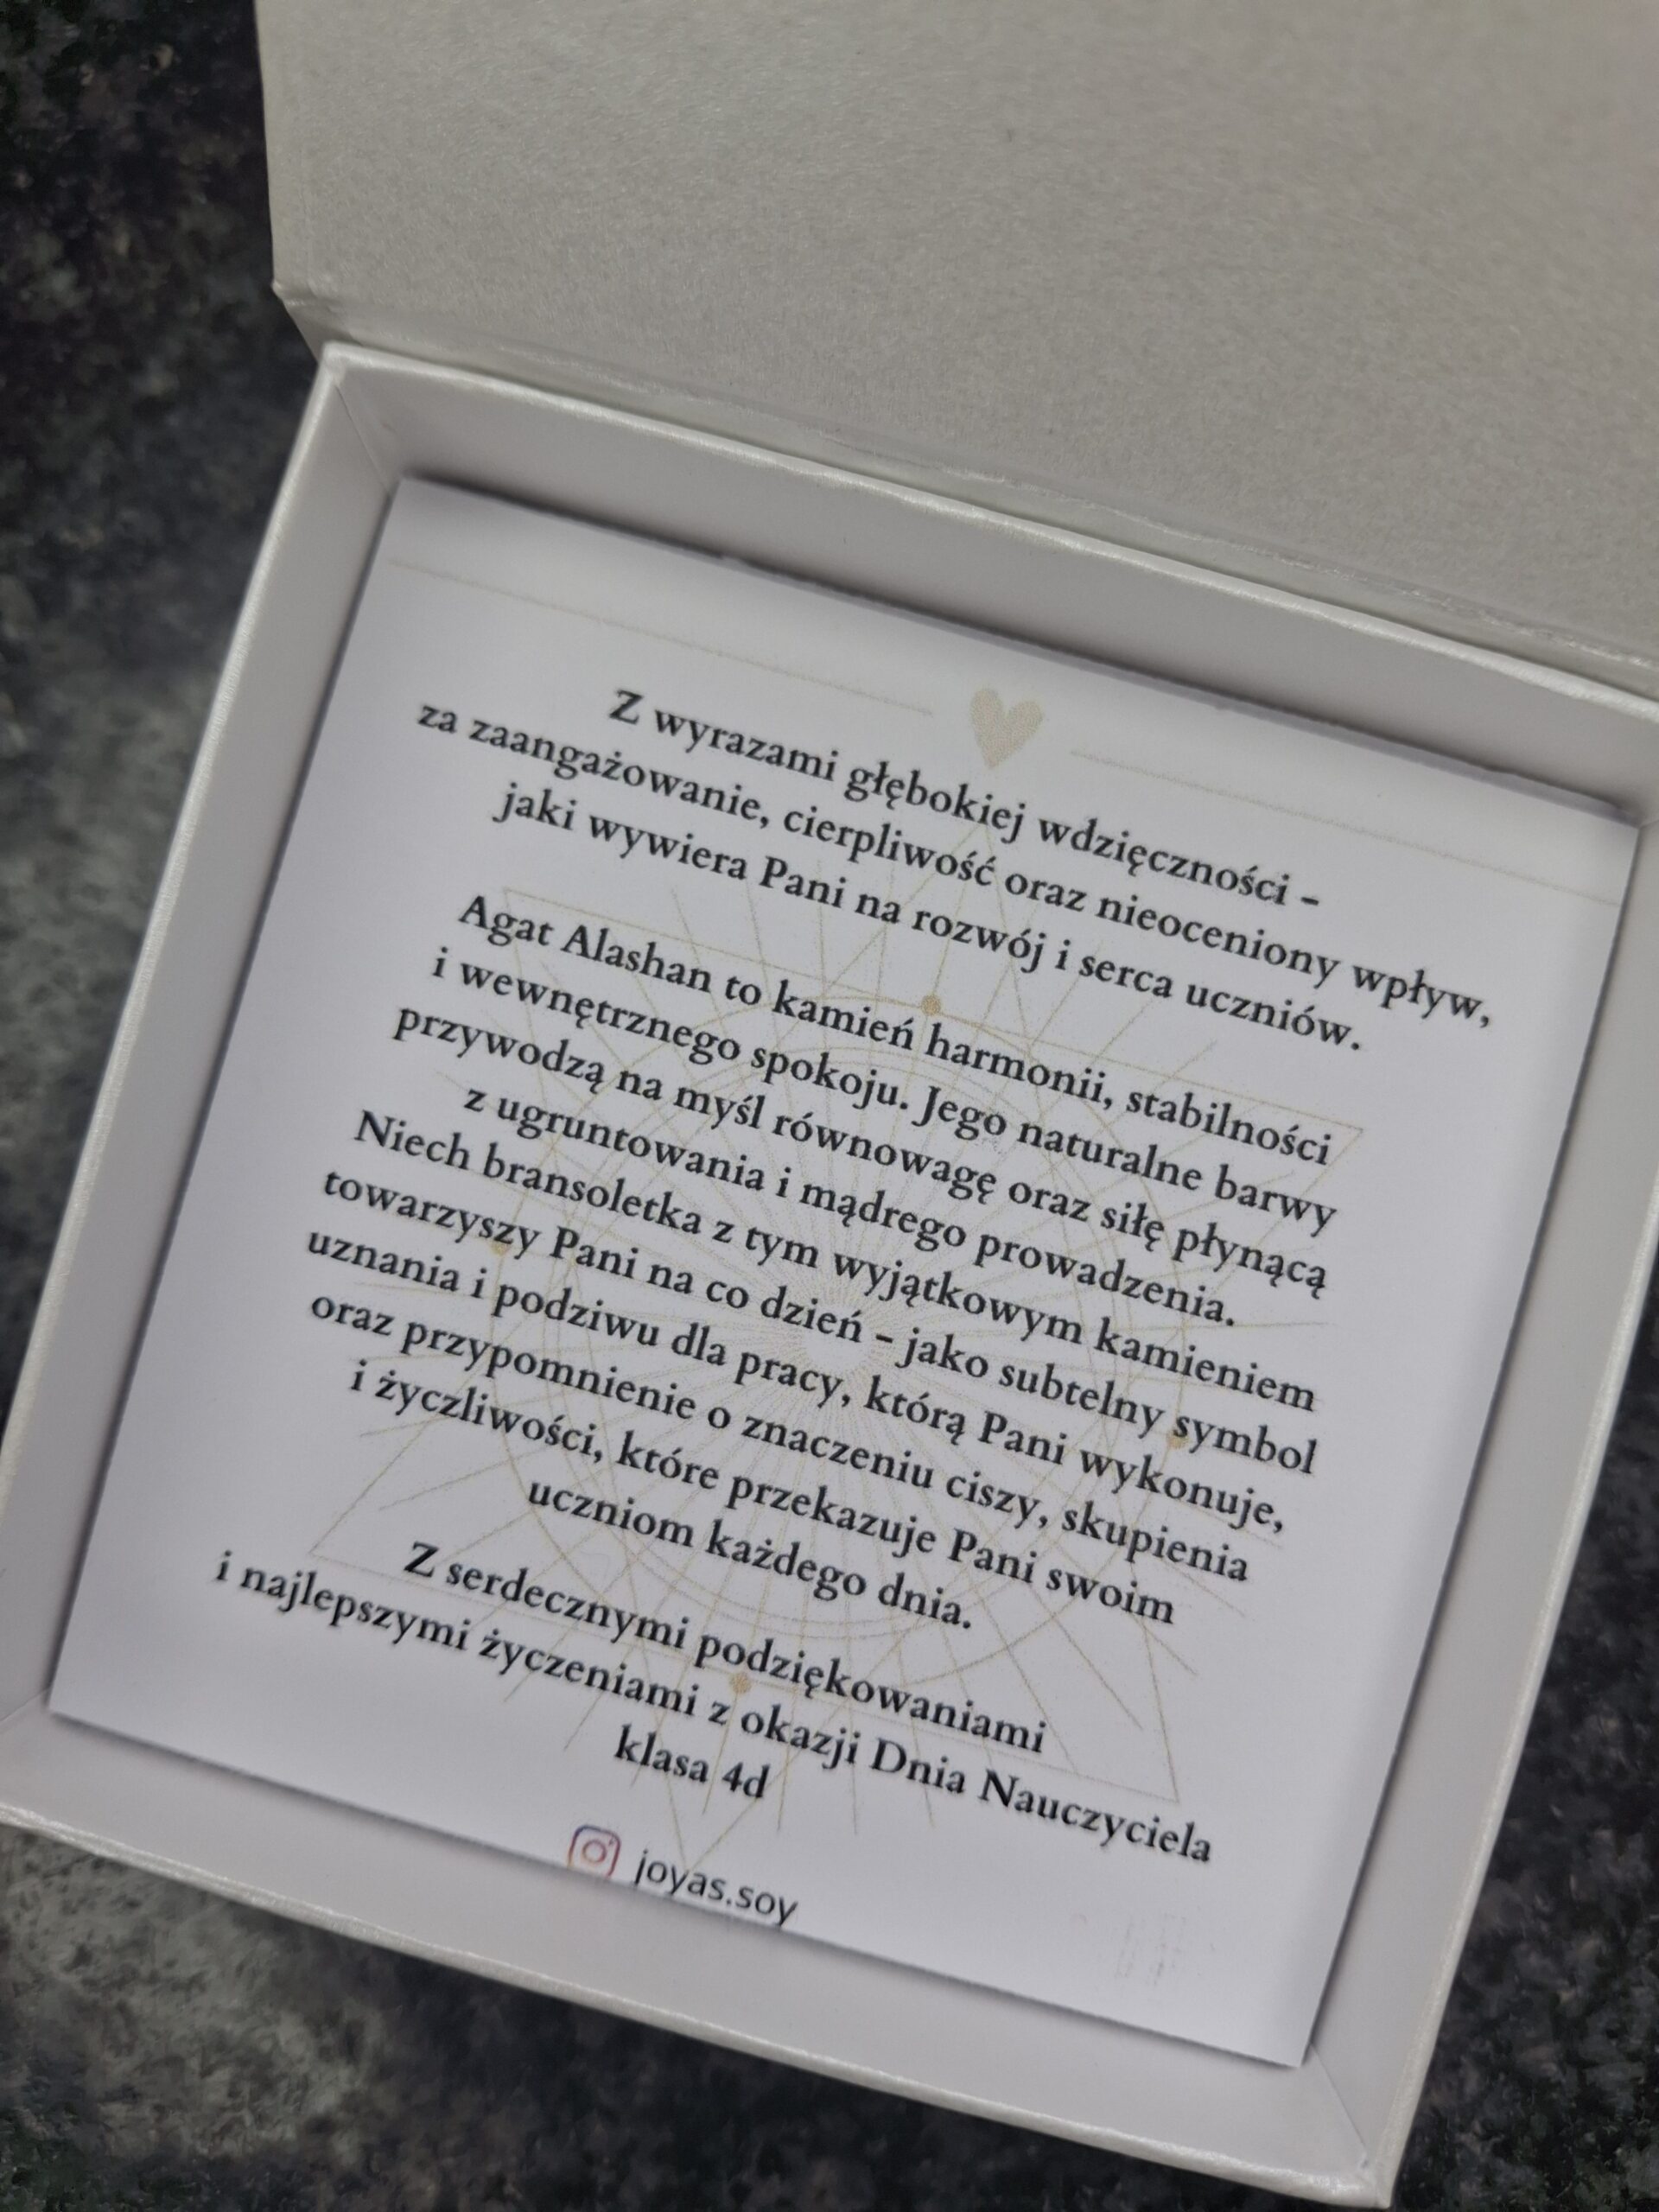 Z wyrazami głębokiej wdzięczności –
za zaangażowanie, cierpliwość oraz nieoceniony wpływ,
jaki wywiera Pani na rozwój i serca uczniów.
Agat Alashan to kamień harmonii, stabilności
i wewnętrznego spokoju. Jego naturalne barwy
przywodzą na myśl równowagę oraz siłę płynącą
z ugruntowania i mądrego prowadzenia.
Niech bransoletka z tym wyjątkowym kamieniem
towarzyszy Pani na co dzień – jako subtelny symbol
uznania i podziwu dla pracy, którą Pani wykonuje,
oraz przypomnienie o znaczeniu ciszy, skupienia
i życzliwości, które przekazuje Pani swoim
uczniom każdego dnia.
Z serdecznymi podziękowaniami
i najlepszymi życzeniami z okazji Dnia Nauczyciela
klasa 4d
joyas.soy